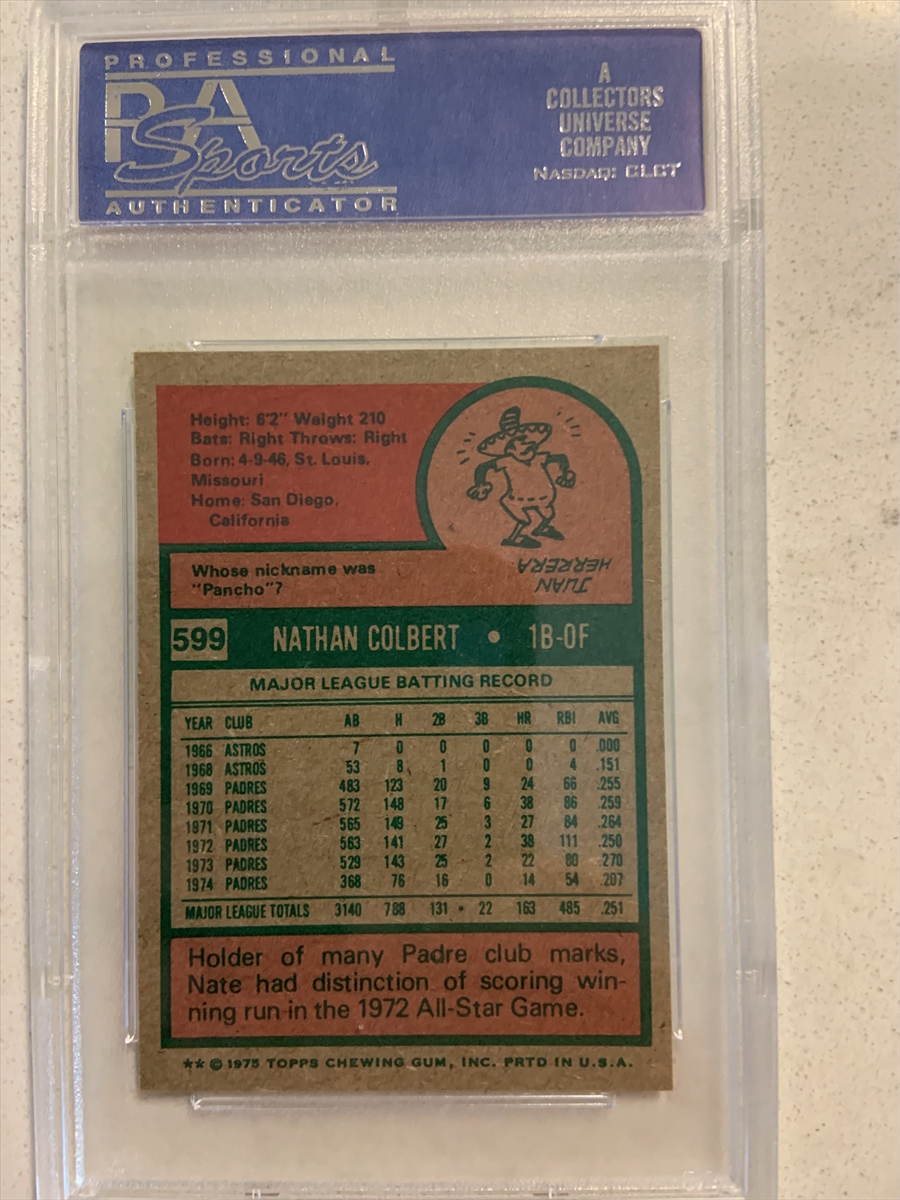 PROFESSIONAL
PSA
Sports
AUTHENTICATOR
A
COLLECTORS
UNIVERSE
COMPANY
NASDAQ: CLCT
Height: 6'2" Weight 210
Bats: Right Throws: Right
Born: 4-9-46, St. Louis,
Missouri
Home: San Diego,
California
Whose nickname was
"Pancho"?
JUAN
HERRERA
599 NATHAN COLBERT • 1B-OF
MAJOR LEAGUE BATTING RECORD
YEAR CLUB AB H 2B 3B HR RBI AVG
1966 ASTROS 7 0 0 0 0 0 .000
1968 ASTROS 53 8 1 0 0 4 .151
1969 PADRES 483 123 20 9 24 66 .255
1970 PADRES 572 148 17 6 38 86 .259
1971 PADRES 565 149 25 3 27 84 .264
1972 PADRES 563 141 27 2 38 111 .250
1973 PADRES 529 143 25 2 22 80 .270
1974 PADRES 368 76 16 0 14 54 .207
MAJOR LEAGUE TOTALS 3140 788 131 22 163 485 .251
Holder of many Padre club marks,
Nate had distinction of scoring win-
ning run in the 1972 All-Star Game.
** © 1975 TOPPS CHEWING GUM, INC. PRTD IN U.S.A.